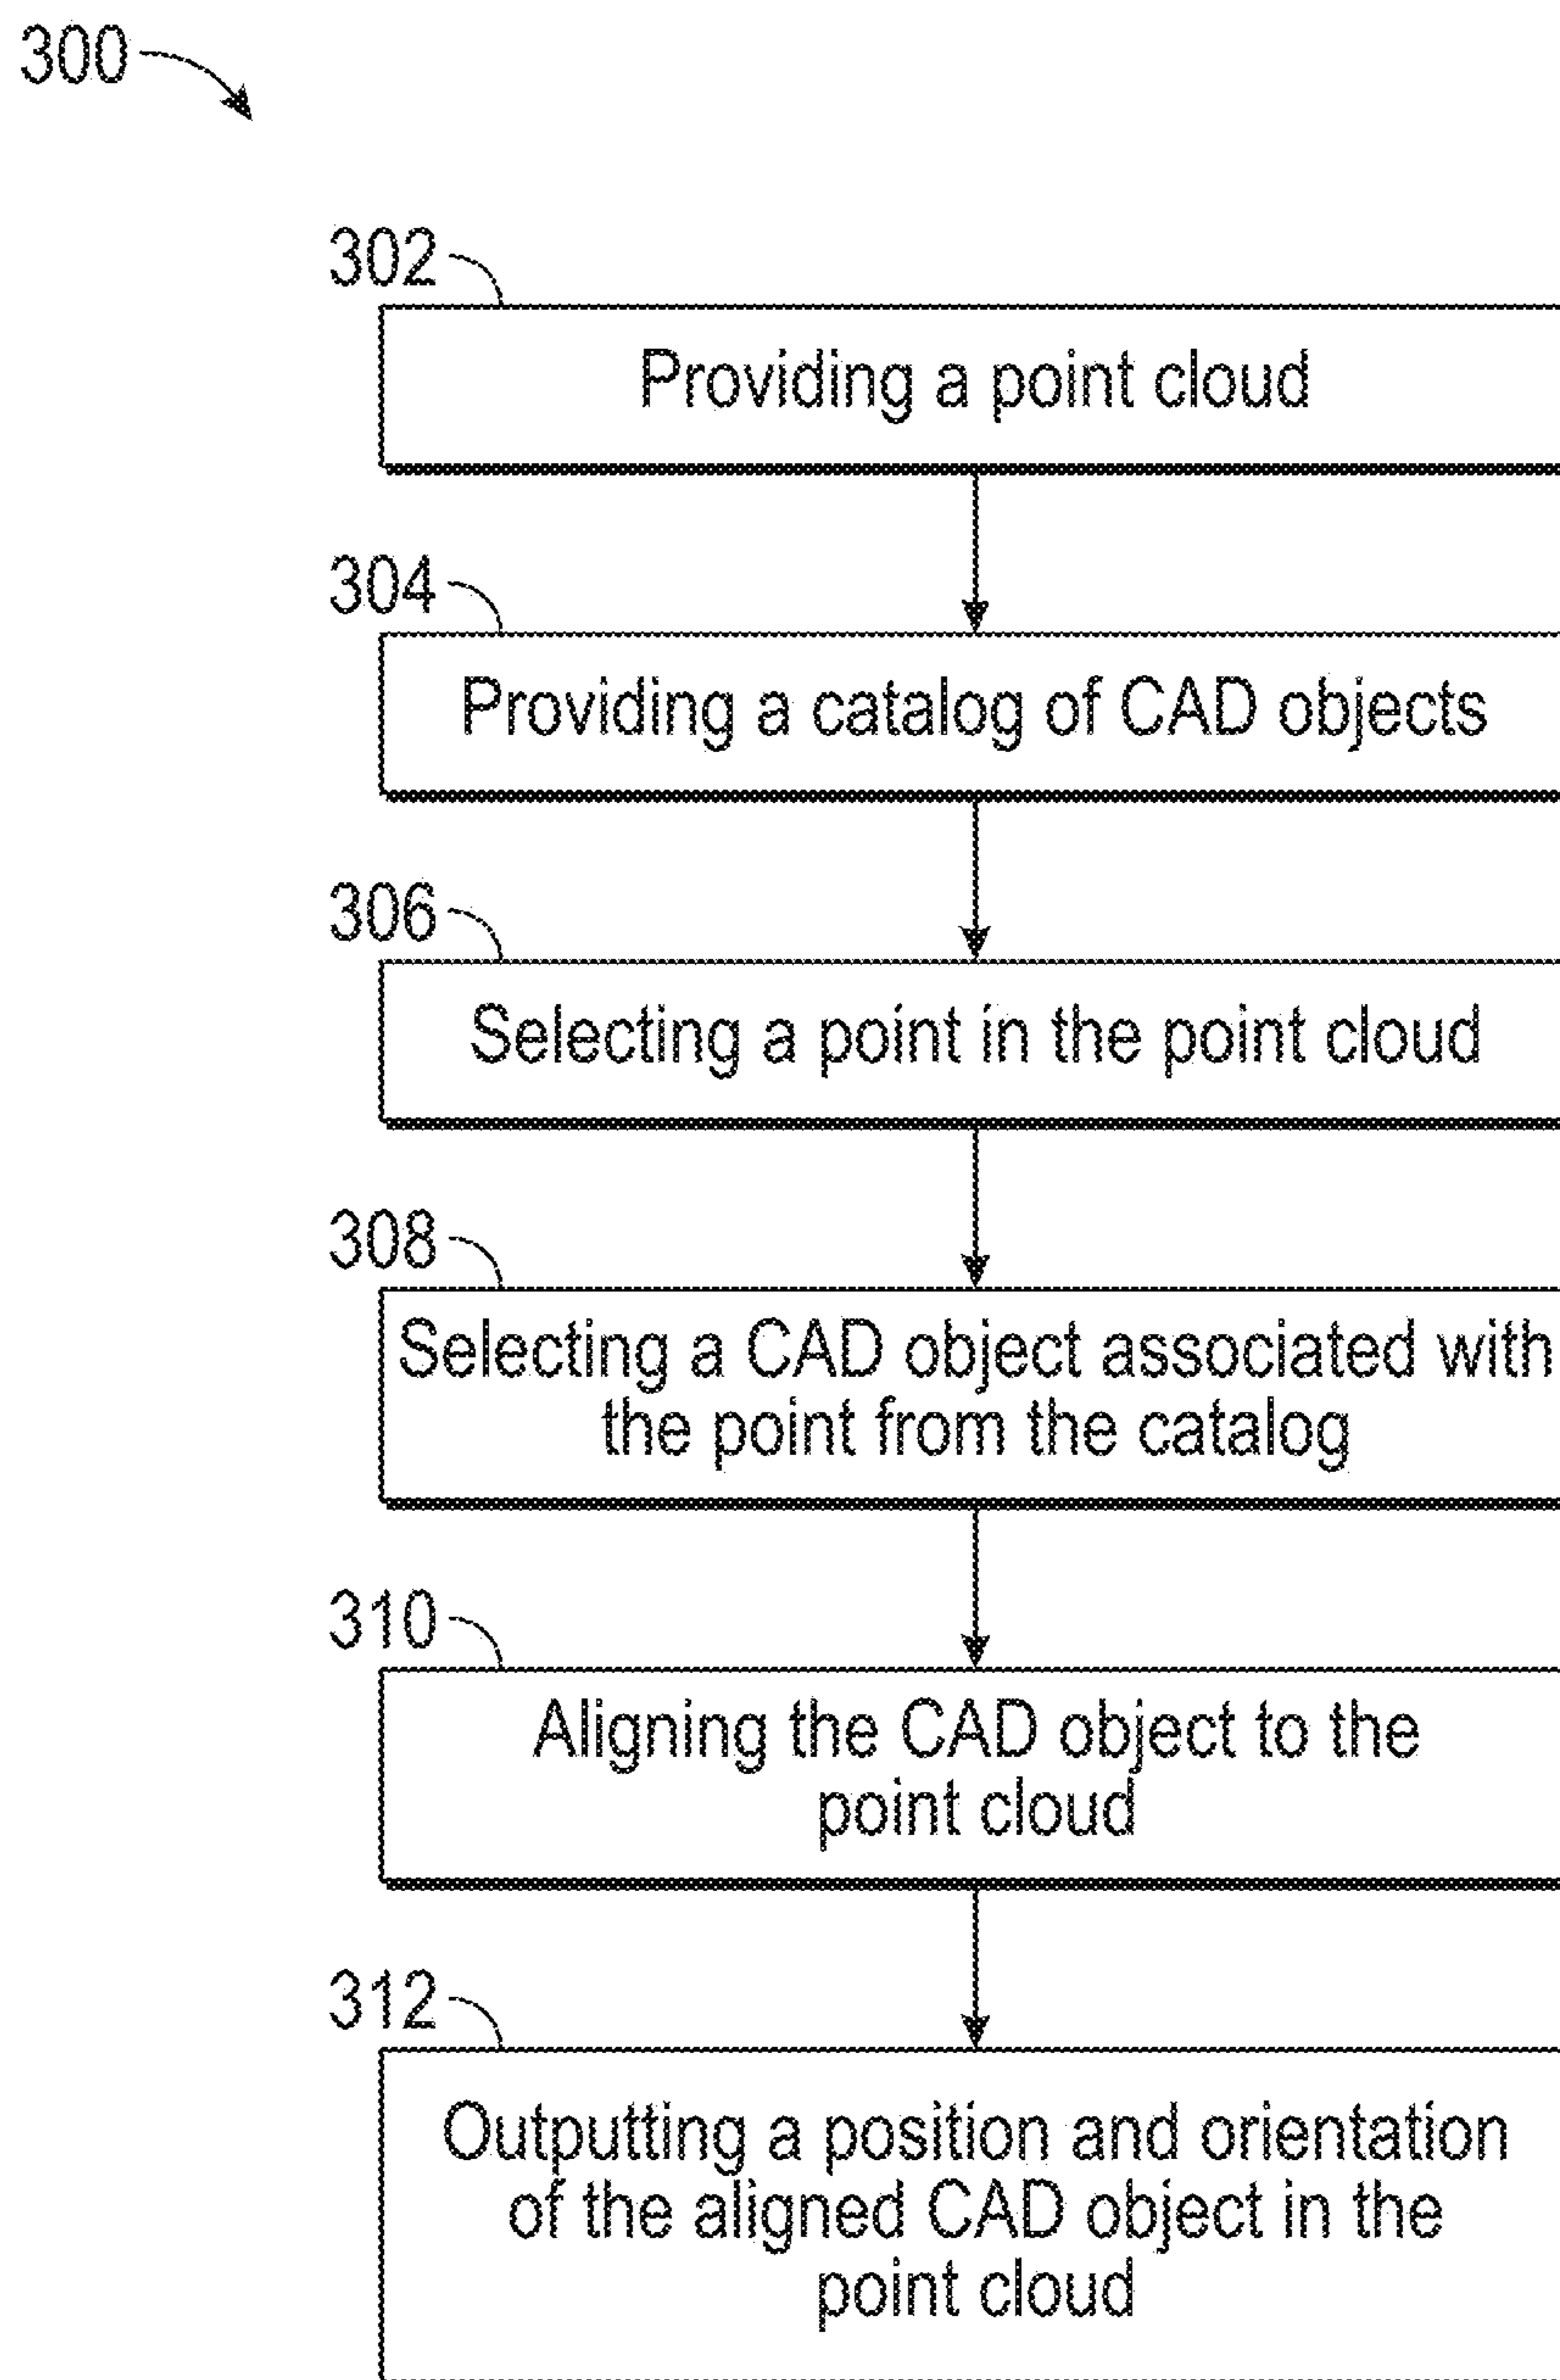 300
302
Providing a point cloud
304
Providing a catalog of CAD objects
306
Selecting a point in the point cloud
308
Selecting a CAD object associated with
the point from the catalog
310
Aligning the CAD object to the
point cloud
312
Outputting a position and orientation
of the aligned CAD object in the
point cloud